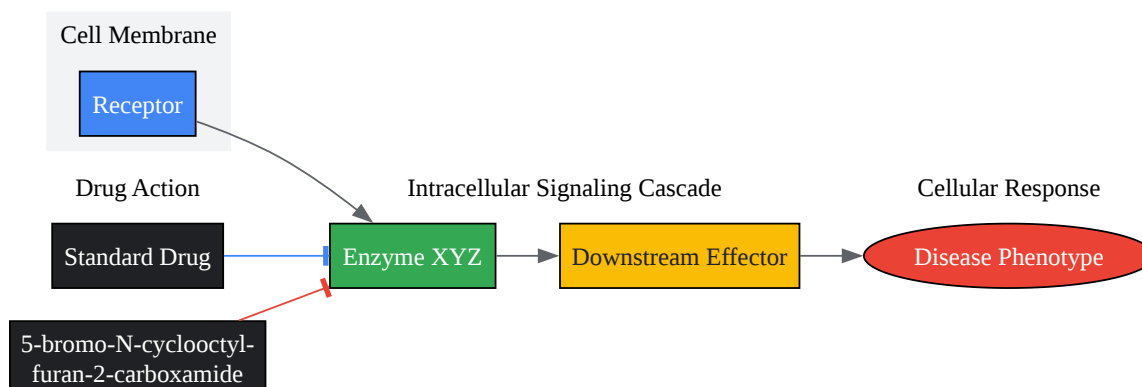 Cell Membrane
Receptor
Drug Action
Intracellular Signaling Cascade
Cellular Response
Standard Drug
Enzyme XYZ
Downstream Effector
Disease Phenotype
5-bromo-N-cyclooctyl-
furan-2-carboxamide